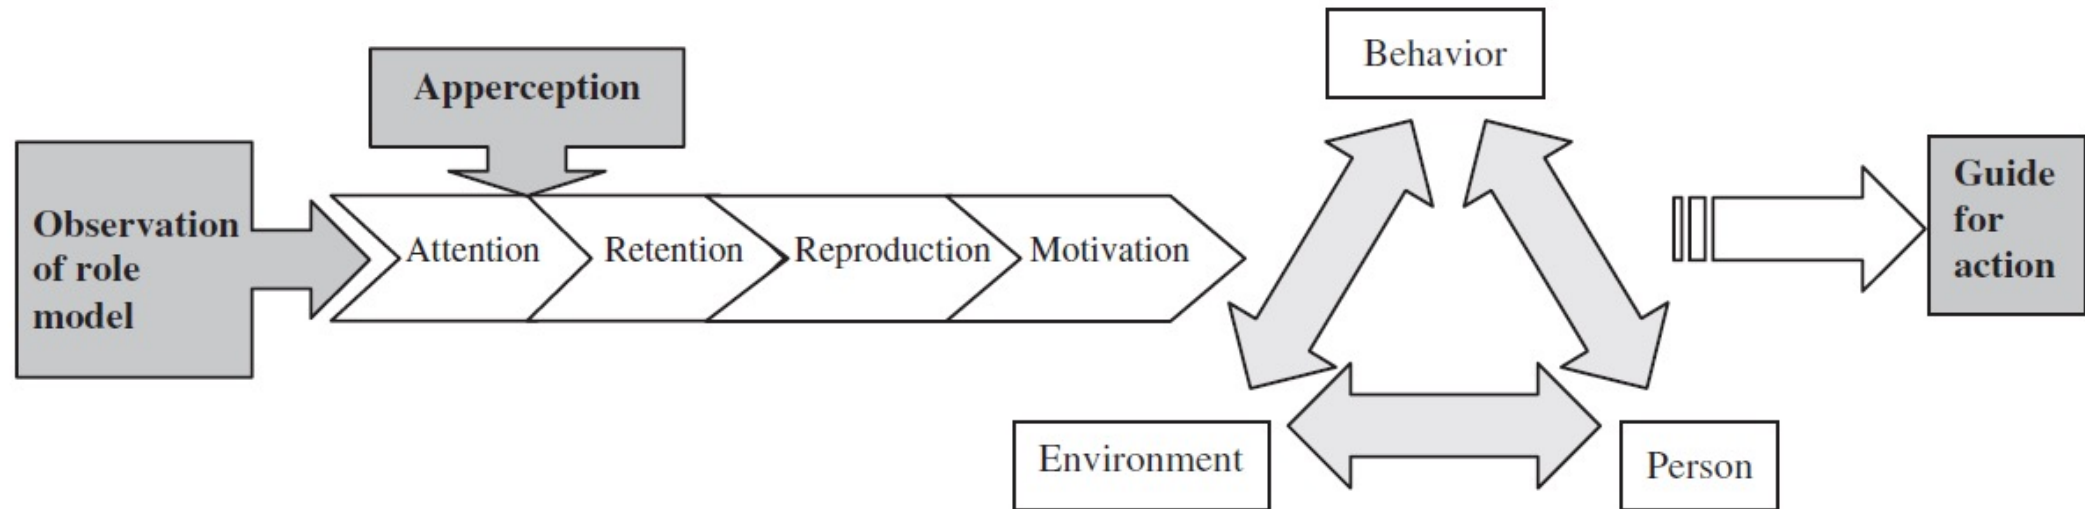 Observation
of role
model
Apperception
Attention
Retention
Reproduction
Motivation
Behavior
Environment
Person
Guide
for
action